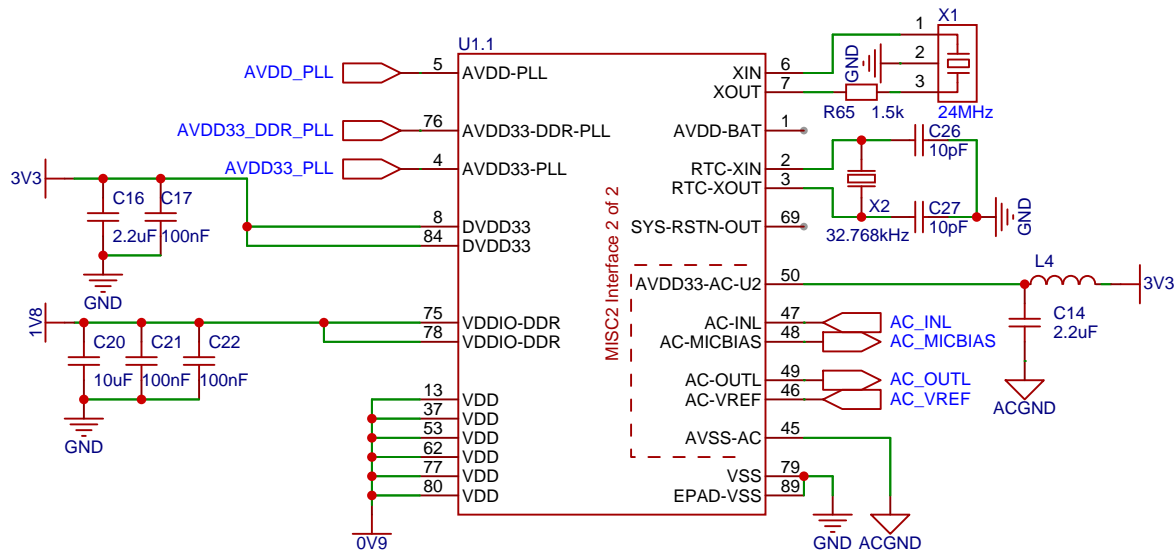 X1
U1.1
1
5
6
GND
AVDD_PLL
AVDD-PLL
XIN
2
7
XOUT
3
R65
1.5k
24MHz
76
AVDD33_DDR_PLL
AVDD33-DDR-PLL
1
AVDD-BAT
C26
10pF
4
AVDD33_PLL
AVDD33-PLL
2
RTC-XIN
3V3
3
RTC-XOUT
C16
C17
X2
C27
GND
8
69
2.2uF
100nF
DVDD33
SYS-RSTN-OUT
32.768kHz
10pF
84
DVDD33
MISC2 Interface 2 of 2
L4
50
GND
AVDD33-AC-U2
3V3
C14
75
47
1V8
VDDIO-DDR
AC-INL
AC_INL
2.2uF
78
48
C20
C21
C22
VDDIO-DDR
AC-MICBIAS
AC_MICBIAS
10uF
100nF
100nF
49
AC-OUTL
AC_OUTL
13
46
VDD
AC-VREF
AC_VREF
ACGND
37
GND
VDD
53
45
VDD
AVSS-AC
62
VDD
77
79
VDD
VSS
80
89
VDD
EPAD-VSS
0V9
GND
ACGND